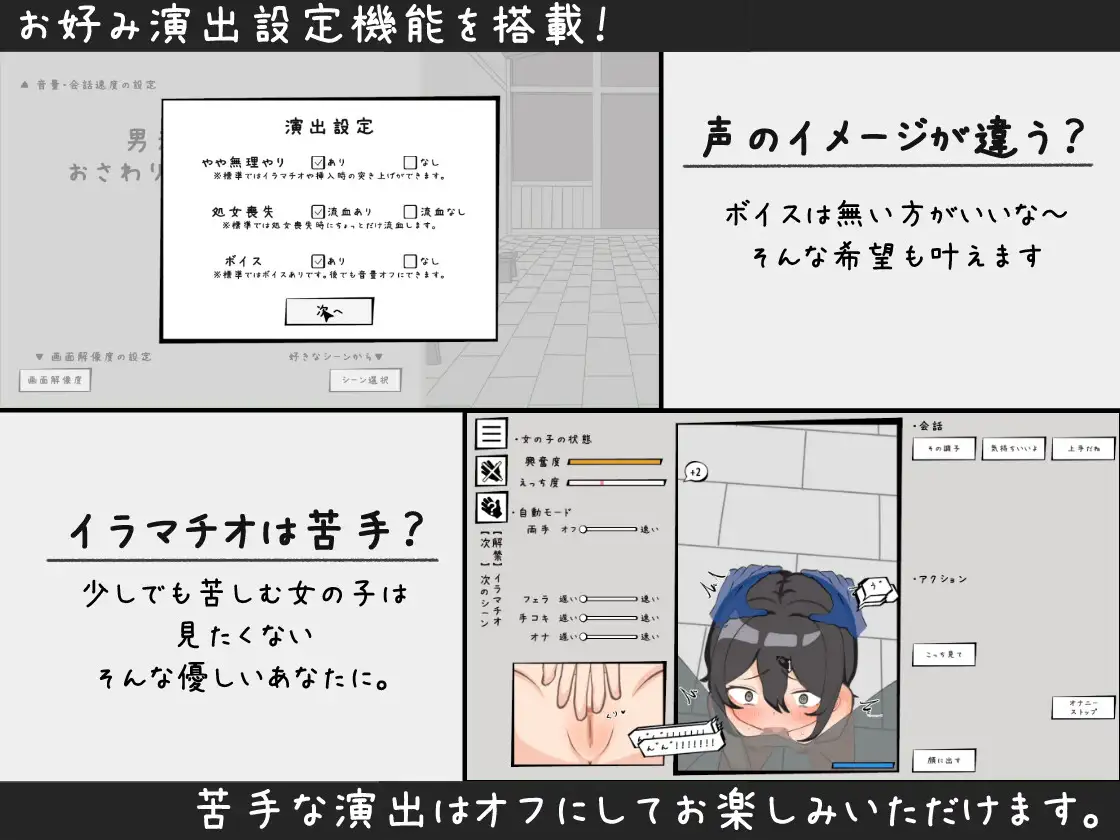 お好み演出設定機能を搭載!
▲ 音量・会話速度の設定
おさわり
演出設定
やや無理やり あり なし
※標準ではイラマチオや挿入時の突き上げができます。
処女喪失 流血あり 流血なし
※標準では処女喪失時にちょっとだけ流血します。
ボイス あり なし
※標準ではボイスありです。後でも音量オフにできます。
次へ
▼ 画面解像度の設定
画面解像度
好きなシーンから▼
シーン選択
声のイメージが違う?
ボイスは無い方がいいな～
そんな希望も叶えます
イラマチオは苦手?
少しでも苦しむ女の子は
見たくない
そんな優しいあなたに。
・女の子の状態
興奮度
えっち度
・自動モード
両手 オフ 速い
【解禁】イラマチオ
【次】次のシーン
フェラ 遅い 速い
手コキ 遅い 速い
オナ 遅い 速い
+2
・会話
その調子
気持ちいいよ
上手だね
・アクション
こっち見て
オナニー
ストップ
顔に出す
苦手な演出はオフにしてお楽しみいただけます。